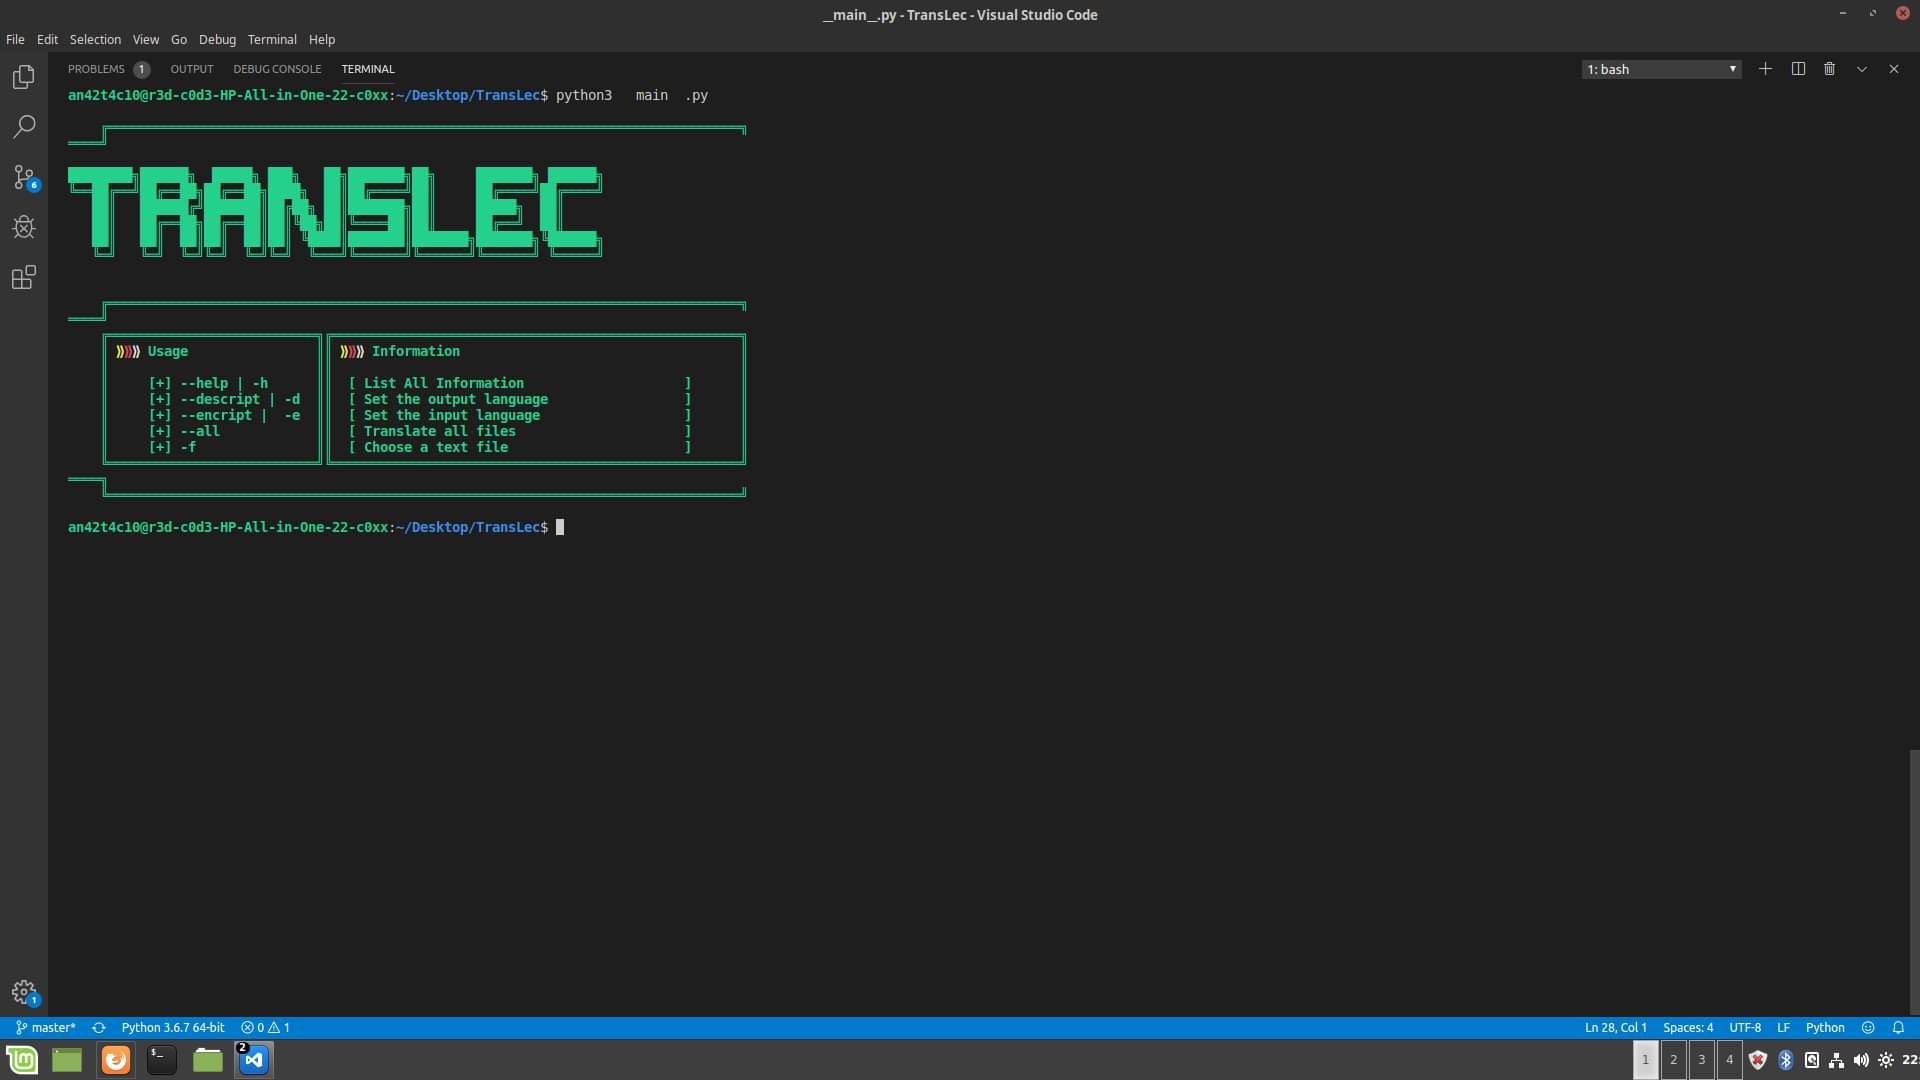 __main__.py - TransLec - Visual Studio Code
File Edit Selection View Go Debug Terminal Help
PROBLEMS 1 OUTPUT DEBUG CONSOLE TERMINAL 1: bash
an42t4c10@r3d-c0d3-HP-All-in-One-22-c0xx:~/Desktop/TransLec$ python3   main  .py
TRANSLEC
Usage
Information
[+] --help | -h [ List All Information ]
[+] --descript | -d [ Set the output language ]
[+] --encript |  -e [ Set the input language ]
[+] --all [ Translate all files ]
[+] -f [ Choose a text file ]
an42t4c10@r3d-c0d3-HP-All-in-One-22-c0xx:~/Desktop/TransLec$
6
1
master* Python 3.6.7 64-bit 0 1 Ln 28, Col 1 Spaces: 4 UTF-8 LF Python
$_ 2 1 2 3 4 22: